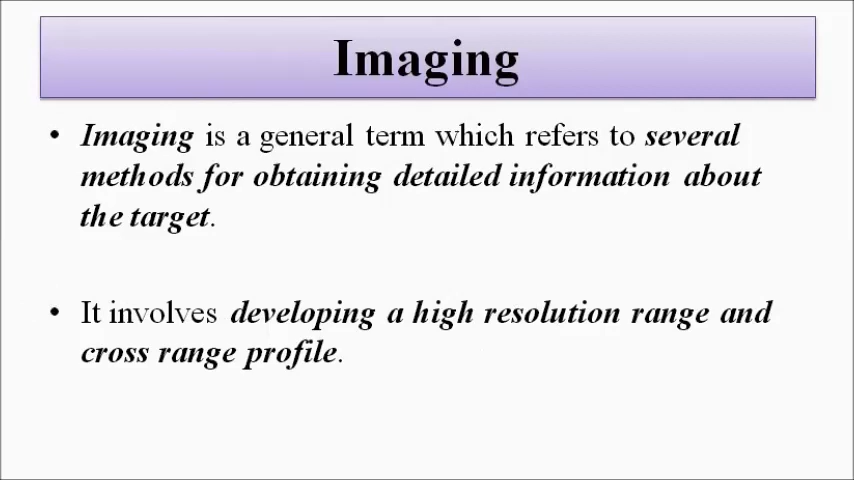 Imaging
• Imaging is a general term which refers to several
methods for obtaining detailed information about
the target.
• It involves developing a high resolution range and
cross range profile.